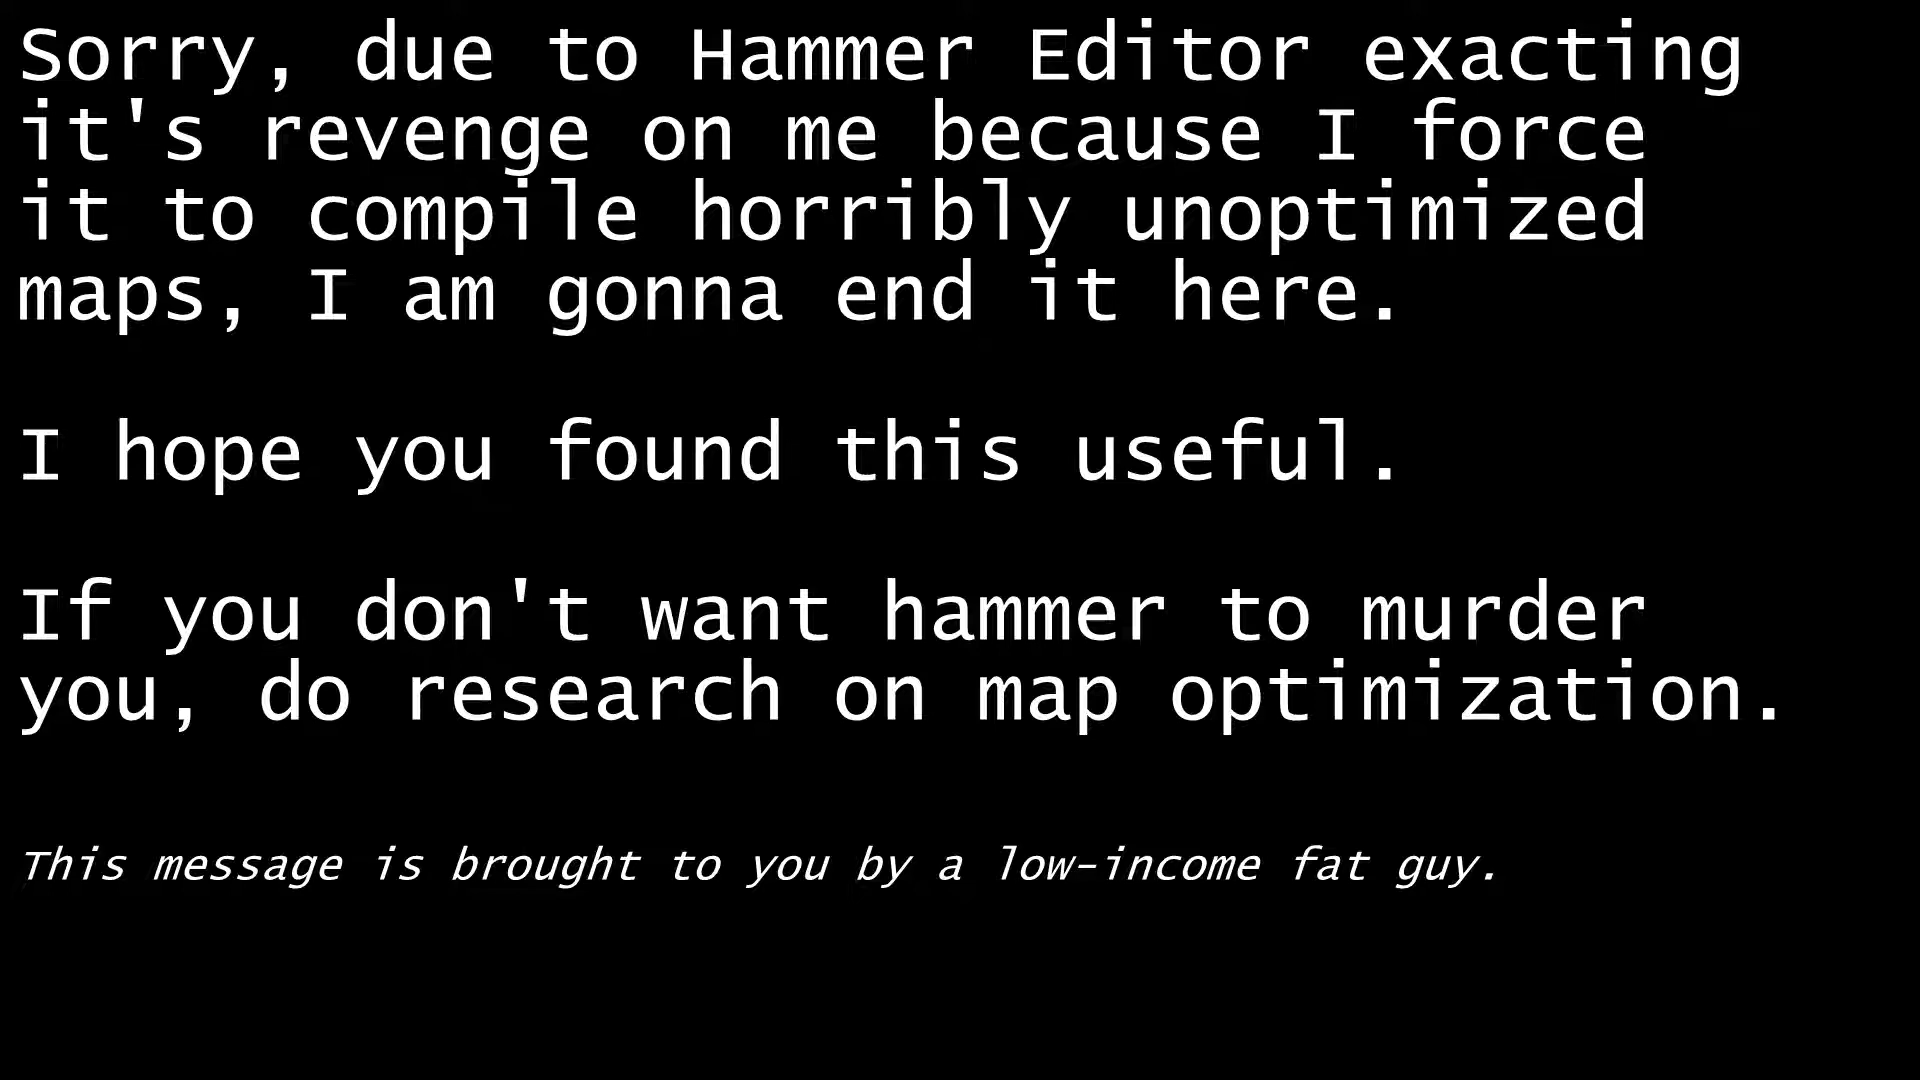 Sorry, due to Hammer Editor exacting
it's revenge on me because I force
it to compile horribly unoptimized
maps, I am gonna end it here.
I hope you found this useful.
If you don't want hammer to murder
you, do research on map optimization.
This message is brought to you by a low-income fat guy.